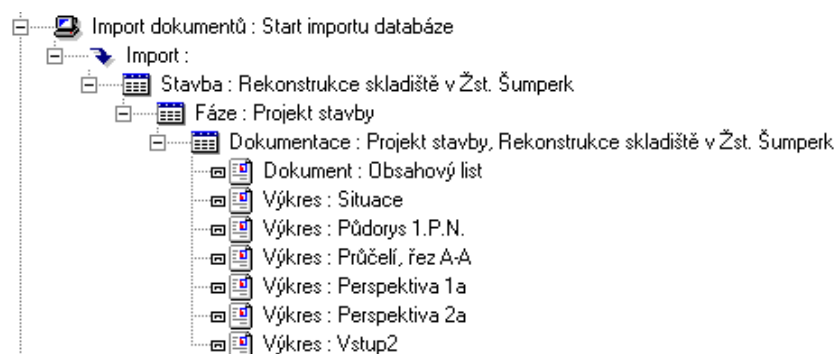 Import dokumentů : Start importu databáze
Import :
Stavba : Rekonstrukce skladiště v Žst. Šumperk
Fáze : Projekt stavby
Dokumentace : Projekt stavby, Rekonstrukce skladiště v Žst. Šumperk
Dokument : Obsahový list
Výkres : Situace
Výkres : Půdorys 1.P.N.
Výkres : Průčelí, řez A-A
Výkres : Perspektiva 1a
Výkres : Perspektiva 2a
Výkres : Vstup2